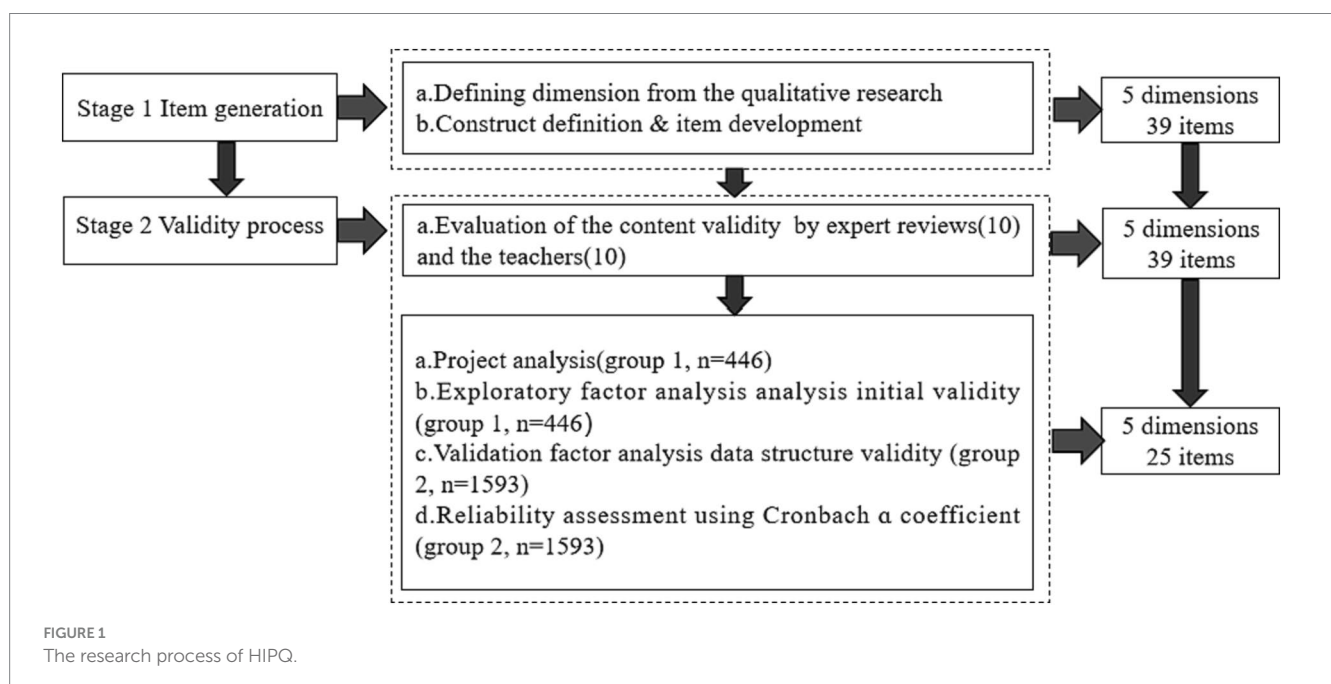 Stage 1 Item generation
a.Defining dimension from the qualitative research
b.Construct definition & item development
5 dimensions
39 items
Stage 2 Validity process
a.Evaluation of the content validity by expert reviews(10)
and the teachers(10)
5 dimensions
39 items
a.Project analysis(group 1, n=446)
b.Exploratory factor analysis analysis initial validity
(group 1, n=446)
c.Validation factor analysis data structure validity (group
2, n=1593)
d.Reliability assessment using Cronbach α coefficient
(group 2, n=1593)
5 dimensions
25 items
FIGURE 1
The research process of HIPQ.